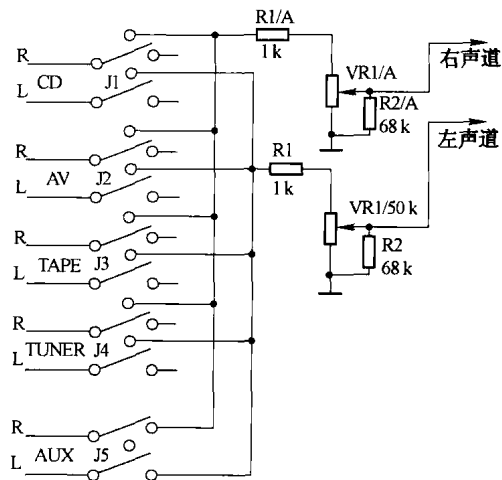 R1/A
1 k
右声道
R
CD
J1
L
VR1/A
R2/A
68 k
左声道
R
AV
J2
L
R1
1 k
VR1/50 k
R
TAPE
J3
L
R2
68 k
R
TUNER
J4
L
R
AUX
J5
L